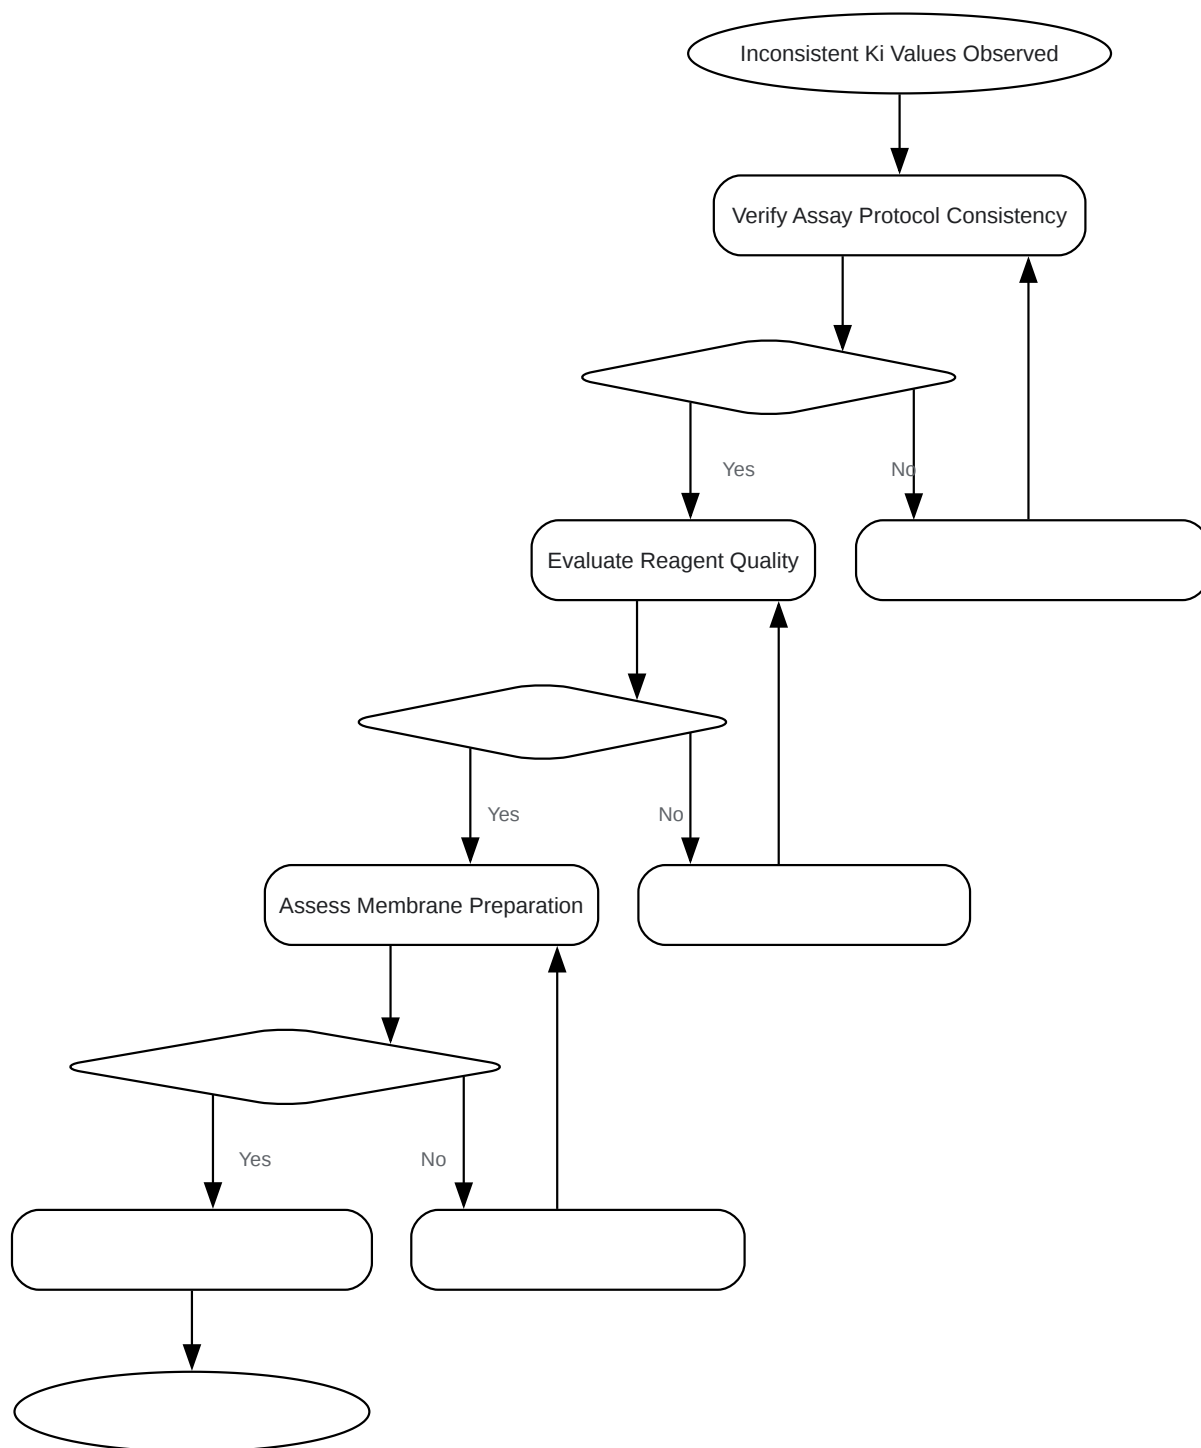 Inconsistent Ki Values Observed
Verify Assay Protocol Consistency
Yes
No
Evaluate Reagent Quality
Yes
No
Assess Membrane Preparation
Yes
No